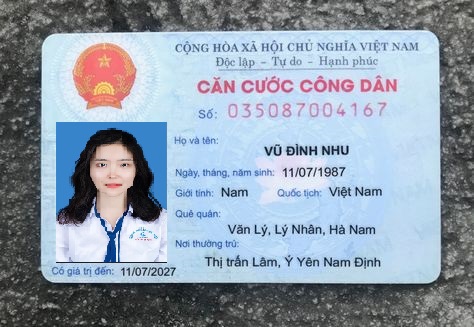 CỘNG HÒA XÃ HỘI CHỦ NGHĨA VIỆT NAM
Độc lập - Tự do - Hạnh phúc
CĂN CƯỚC CÔNG DÂN
Số: 035087004167
Họ và tên:
VŨ ĐÌNH NHU
Ngày, tháng, năm sinh: 11/07/1987
Giới tính: Nam Quốc tịch: Việt Nam
Quê quán:
Văn Lý, Lý Nhân, Hà Nam
Nơi thường trú:
Thị trấn Lâm, Ý Yên Nam Định
Có giá trị đến: 11/07/2027